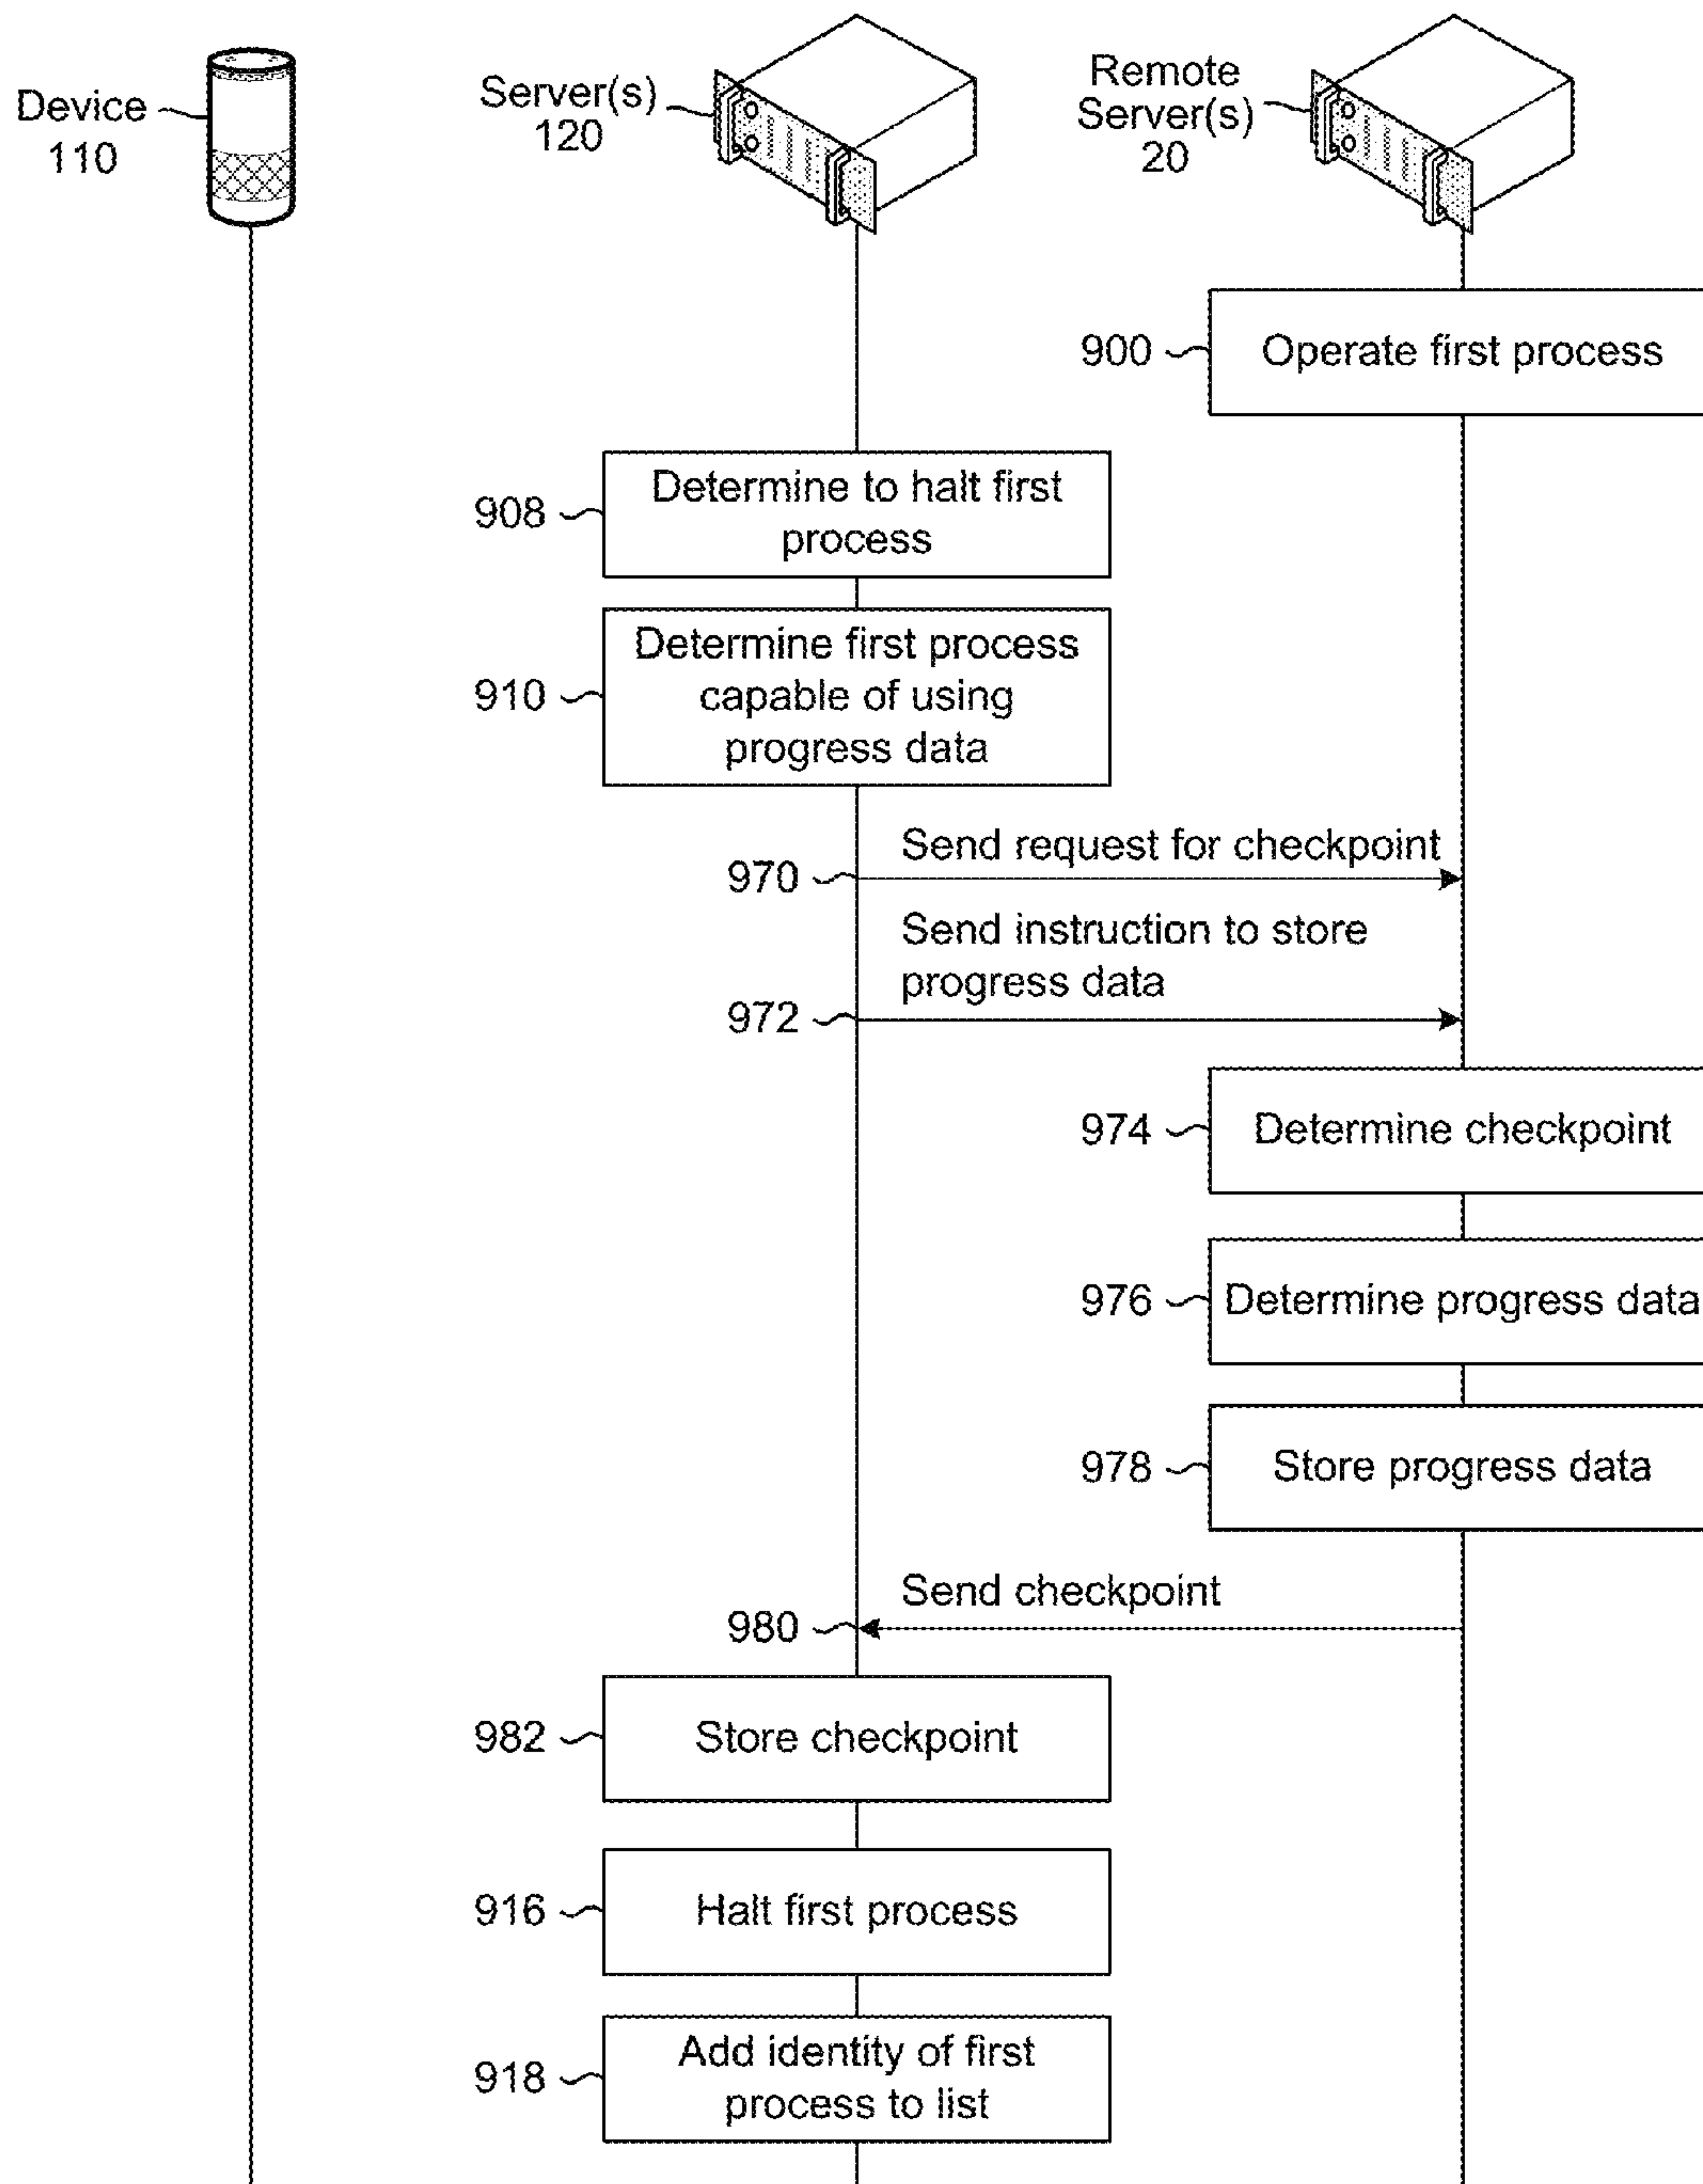 Device
110
Server(s)
120
Remote
Server(s)
20
900
Operate first process
908
Determine to halt first
process
910
Determine first process
capable of using
progress data
Send request for checkpoint
970
Send instruction to store
progress data
972
974
Determine checkpoint
976
Determine progress data
978
Store progress data
Send checkpoint
980
982
Store checkpoint
916
Halt first process
918
Add identity of first
process to list